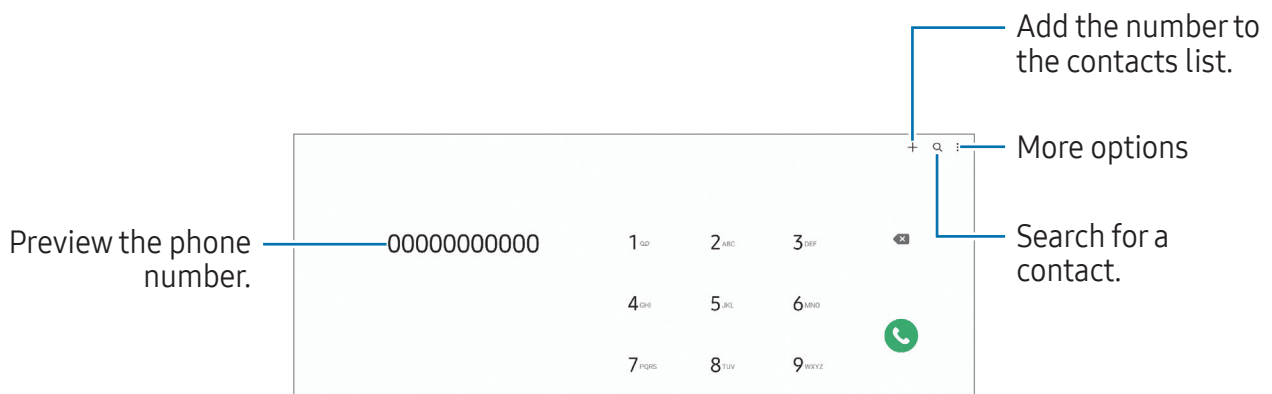 Add the number to
the contacts list.
More options
Preview the phone
number.
00000000000
1
2 ABC
3 DEF
Search for a
contact.
4 GHI
5 JKL
6 MNO
7 PQRS
8 TUV
9 WXYZ